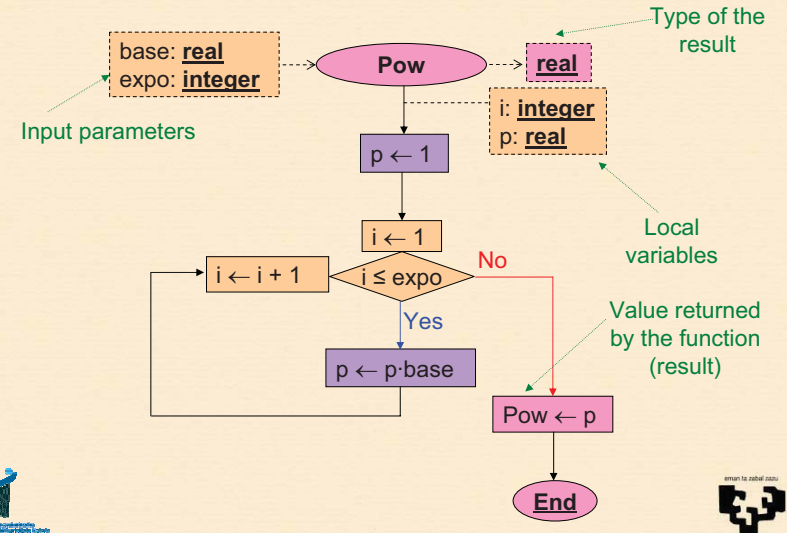 Type of the
result
base: real
expo: integer
Pow
real
i: integer
p: real
Input parameters
p ← 1
Local
variables
i ← 1
i ← i + 1
i ≤ expo
No
Yes
Value returned
by the function
(result)
p ← p·base
Pow ← p
End
eman ta zabal zazu